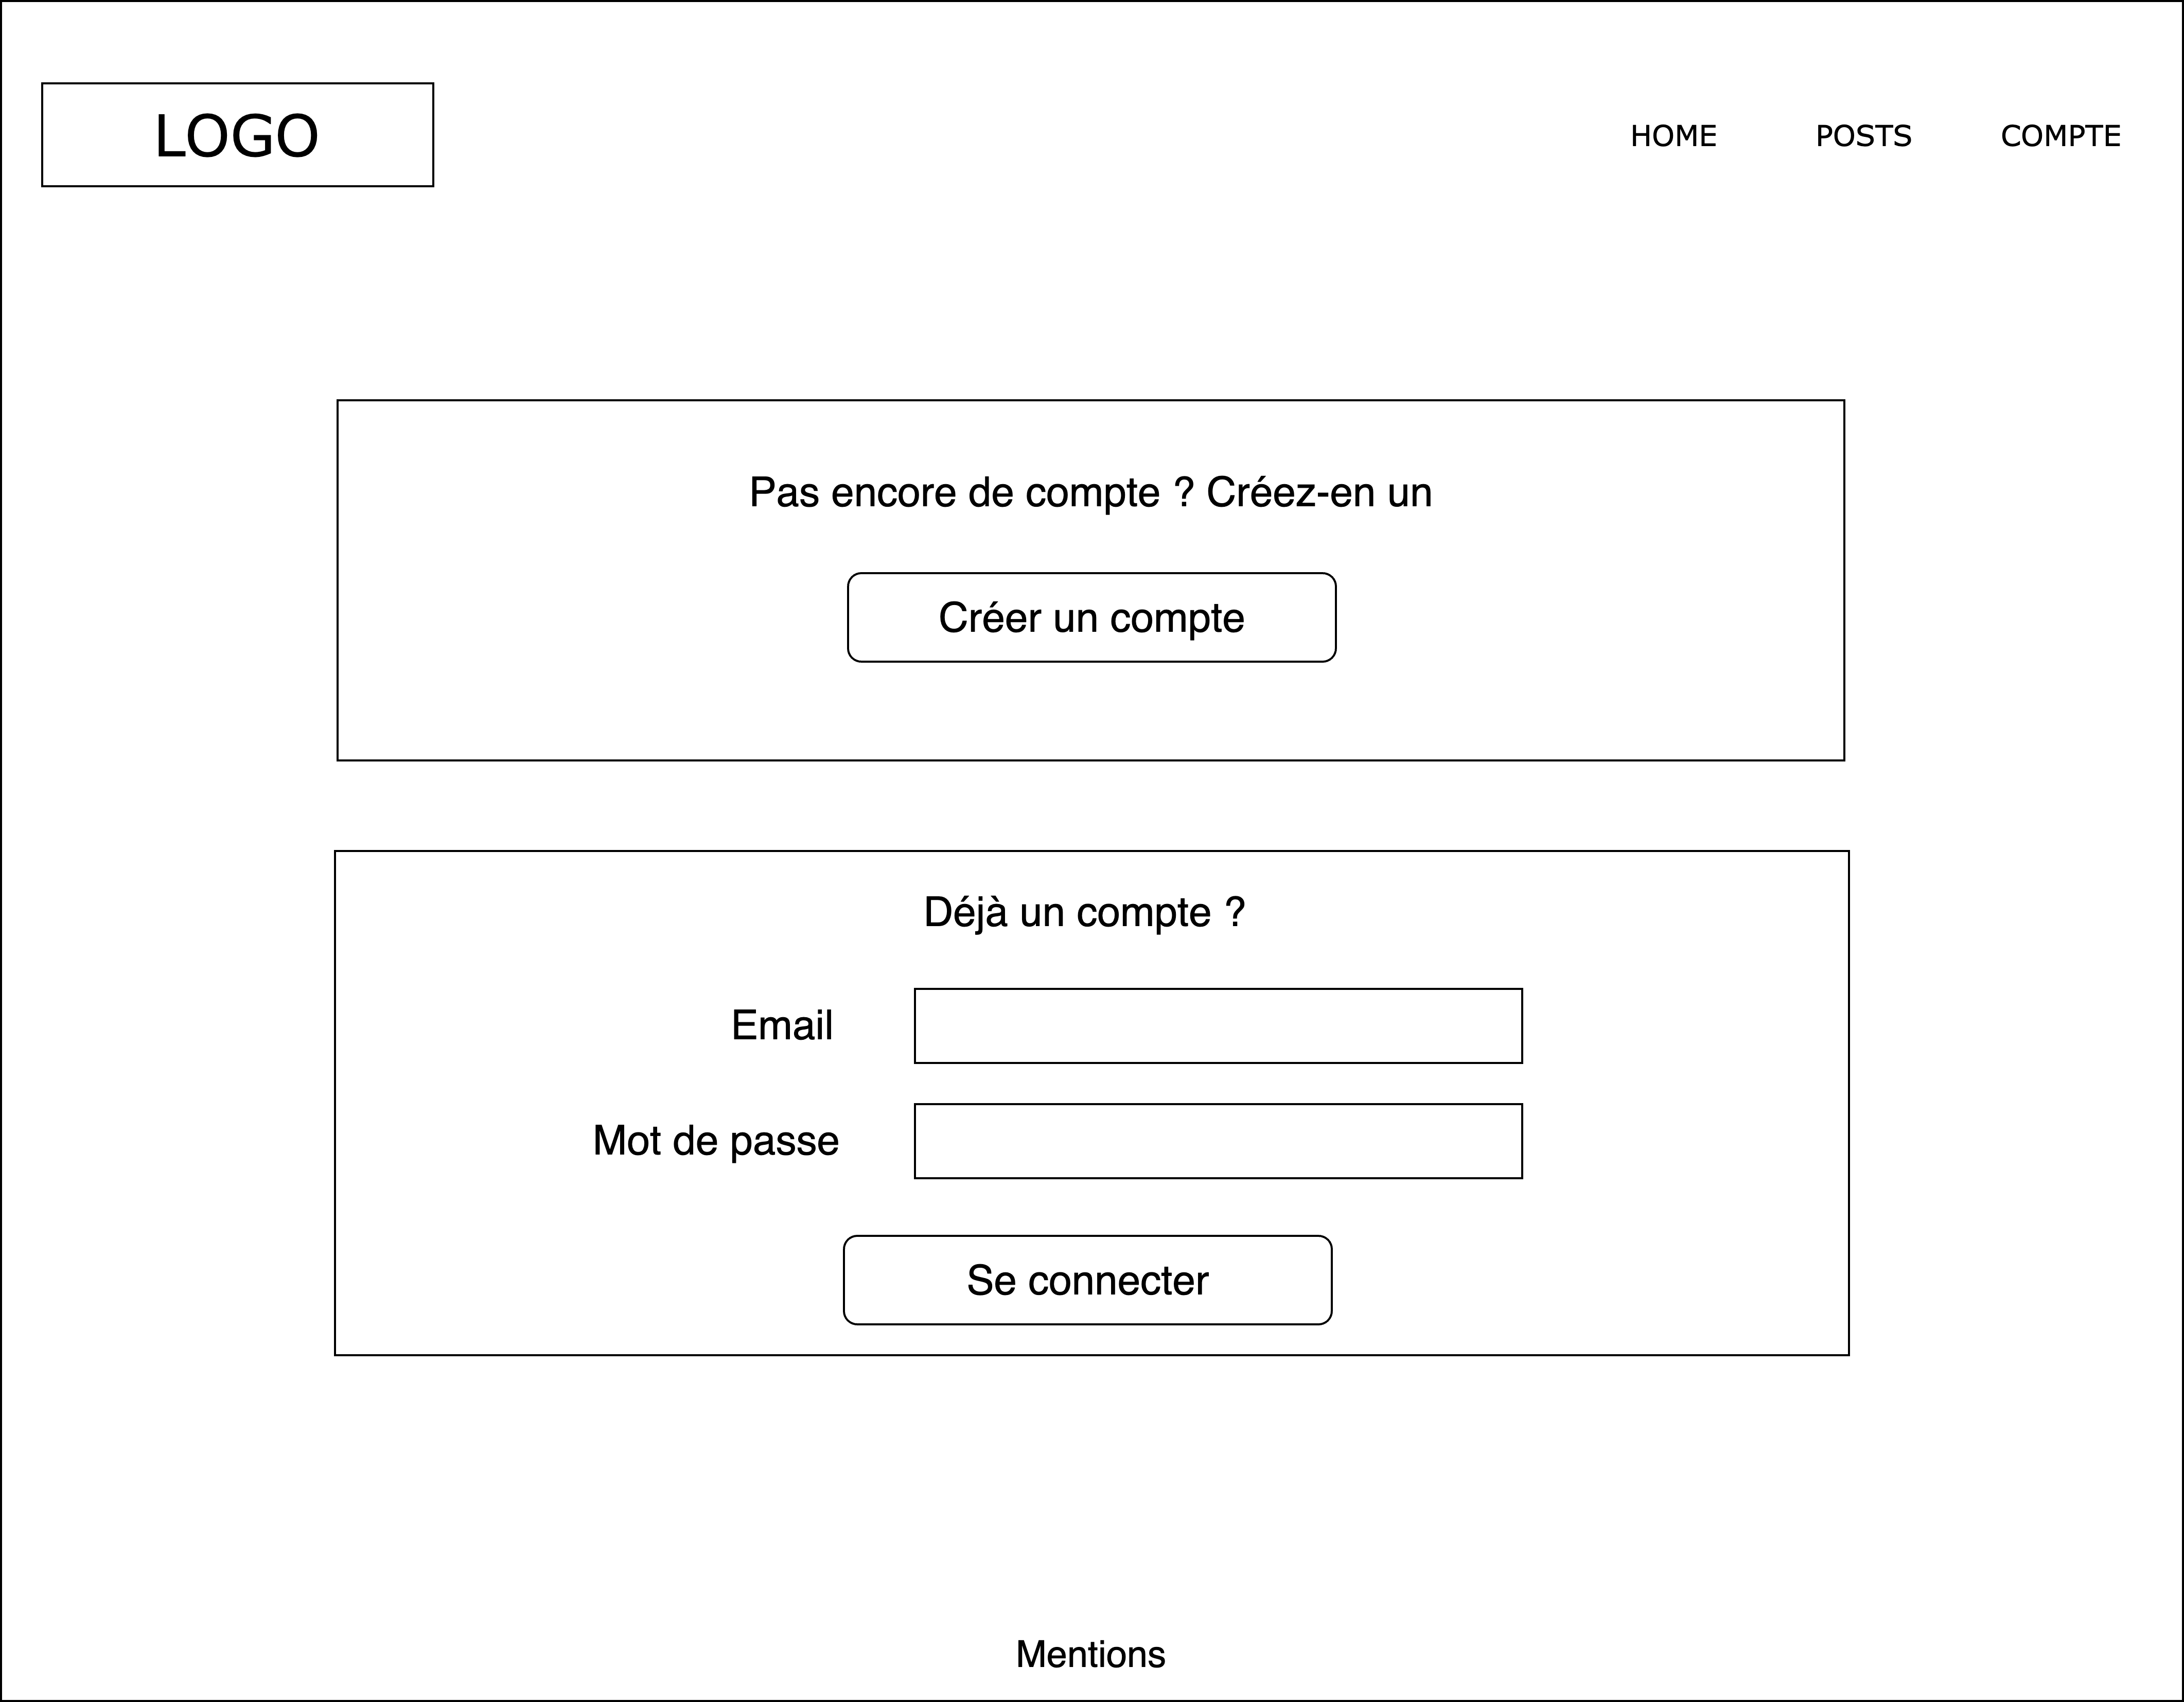 LOGO
HOME POSTS COMPTE
Pas encore de compte ? Créez-en un
Créer un compte
Déjà un compte ?
Email
Mot de passe
Se connecter
Mentions